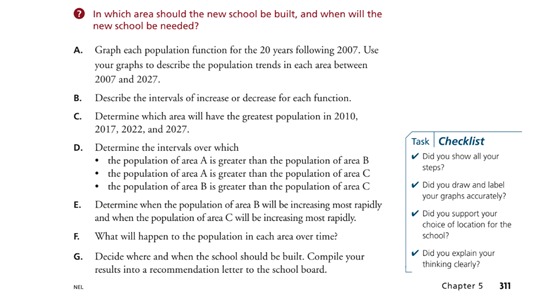 ? In which area should the new school be built, and when will the
new school be needed?
A. Graph each population function for the 20 years following 2007. Use
your graphs to describe the population trends in each area between
2007 and 2027.
B. Describe the intervals of increase or decrease for each function.
C. Determine which area will have the greatest population in 2010,
2017, 2022, and 2027.
D. Determine the intervals over which
• the population of area A is greater than the population of area B
• the population of area A is greater than the population of area C
• the population of area B is greater than the population of area C
E. Determine when the population of area B will be increasing most rapidly
and when the population of area C will be increasing most rapidly.
F. What will happen to the population in each area over time?
G. Decide where and when the school should be built. Compile your
results into a recommendation letter to the school board.
Task Checklist
✔ Did you show all your
steps?
✔ Did you draw and label
your graphs accurately?
✔ Did you support your
choice of location for the
school?
✔ Did you explain your
thinking clearly?
NEL
Chapter 5 311